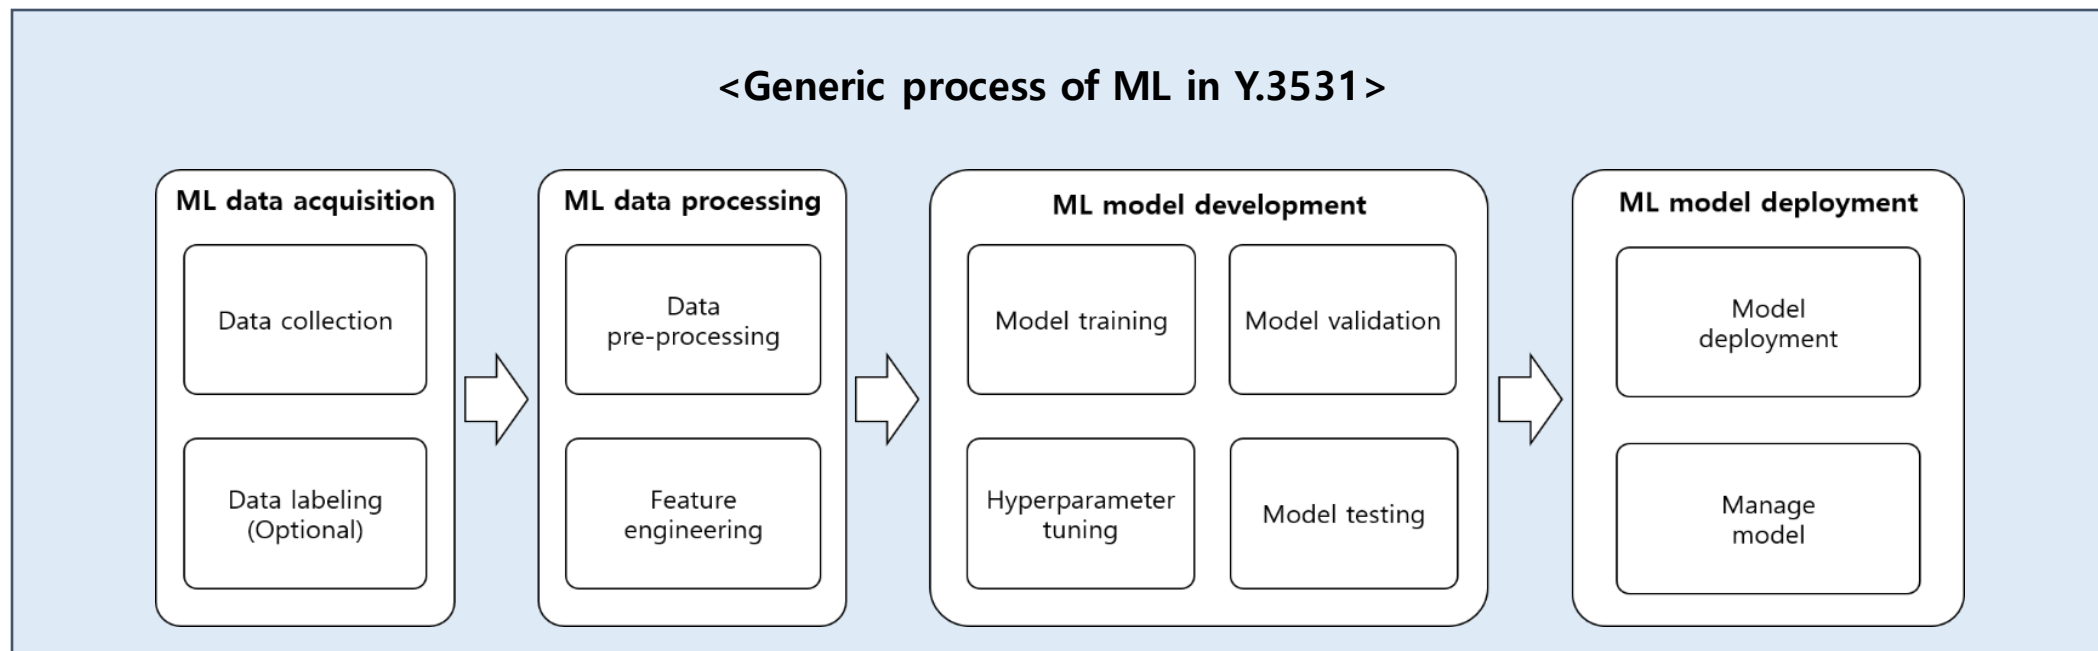 <Generic process of ML in Y.3531>
ML data acquisition
Data collection
Data labeling
(Optional)
ML data processing
Data
pre-processing
Feature
engineering
ML model development
Model training
Model validation
Hyperparameter
tuning
Model testing
ML model deployment
Model
deployment
Manage
model